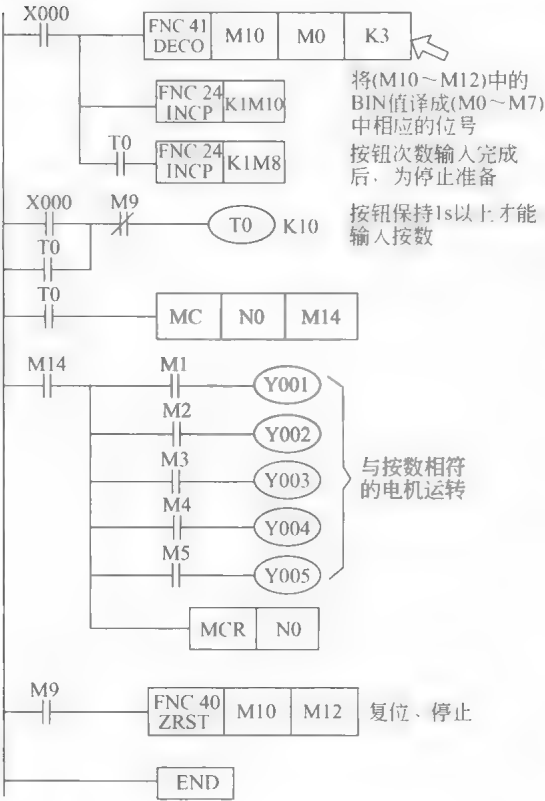 X000
FNC 41
DECO
M10
M0
K3
将(M10～M12)中的
BIN值译成(M0～M7)
中相应的位号
FNC 24
INCP
K1M10
T0
FNC 24
INCP
K1M8
按钮次数输入完成
后，为停止准备
X000
M9
T0
K10
按钮保持1s以上才能
输入按数
T0
T0
MC
N0
M14
M14
M1
Y001
M2
Y002
M3
Y003
M4
Y004
M5
Y005
与按数相符
的电机运转
MCR
N0
M9
FNC 40
ZRST
M10
M12
复位、停止
END